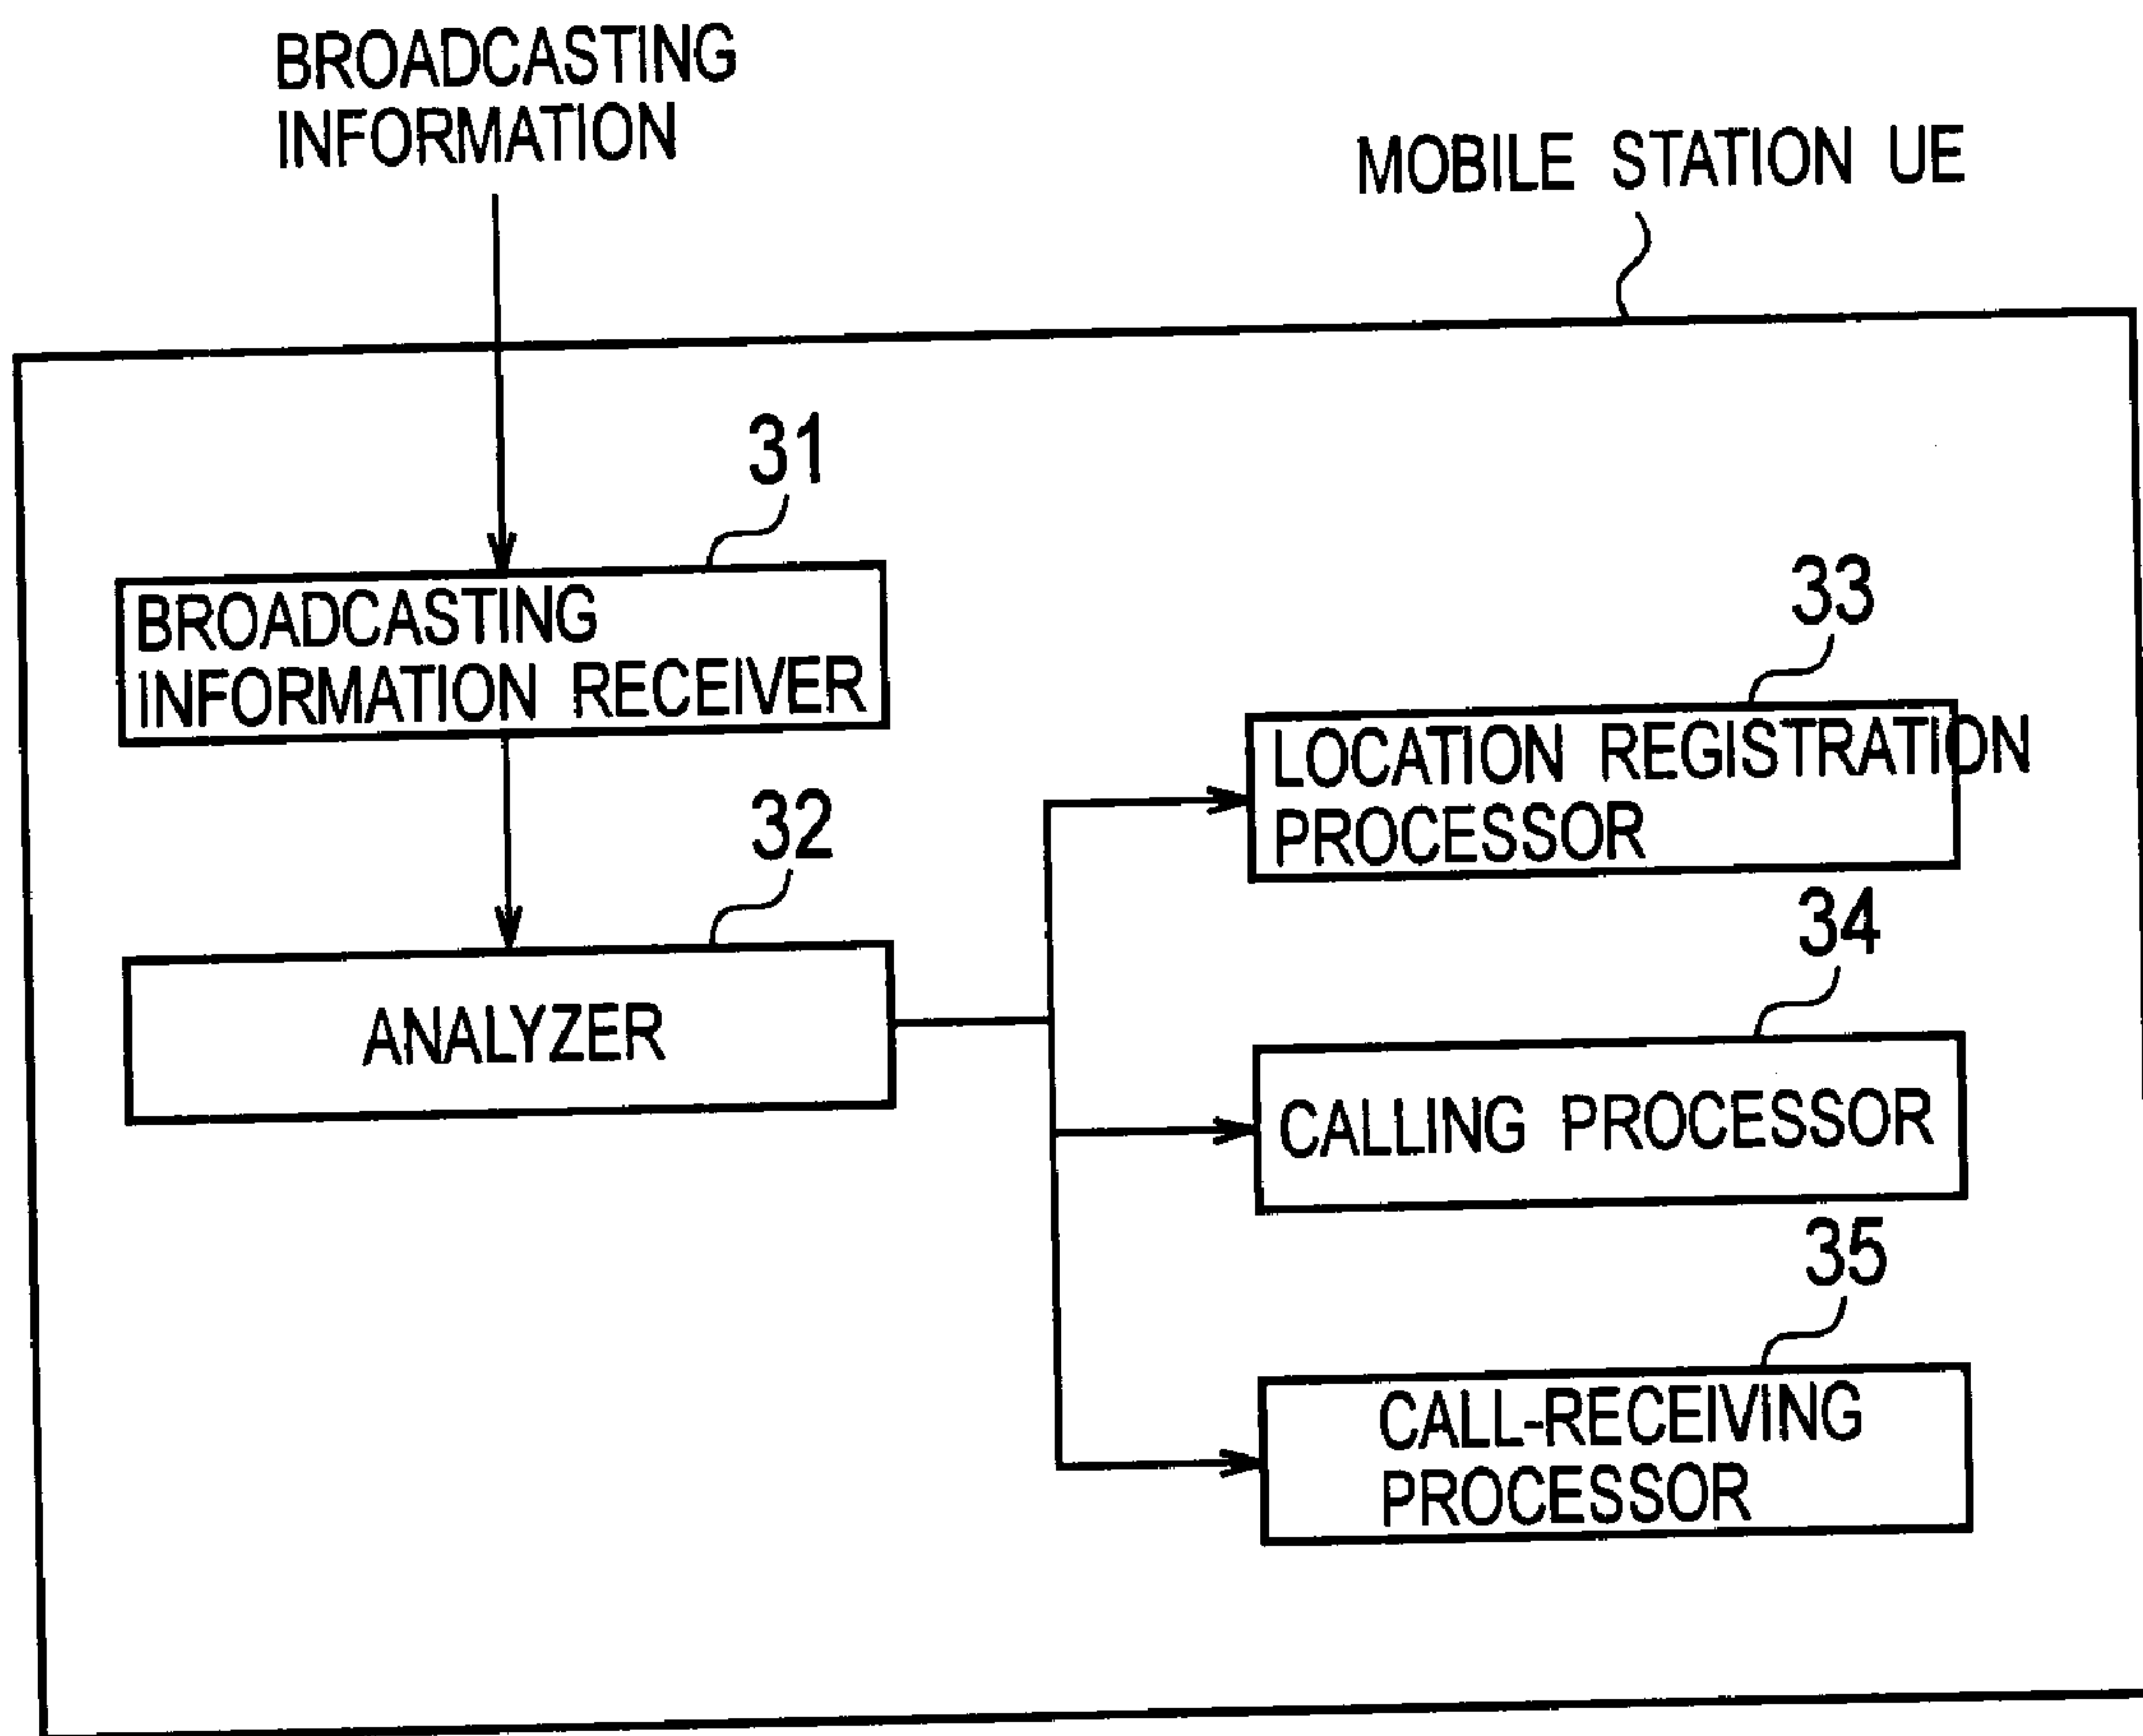 BROADCASTING
INFORMATION
MOBILE STATION UE
31
BROADCASTING
INFORMATION RECEIVER
32
ANALYZER
33
LOCATION REGISTRATION
PROCESSOR
34
CALLING PROCESSOR
35
CALL-RECEIVING
PROCESSOR